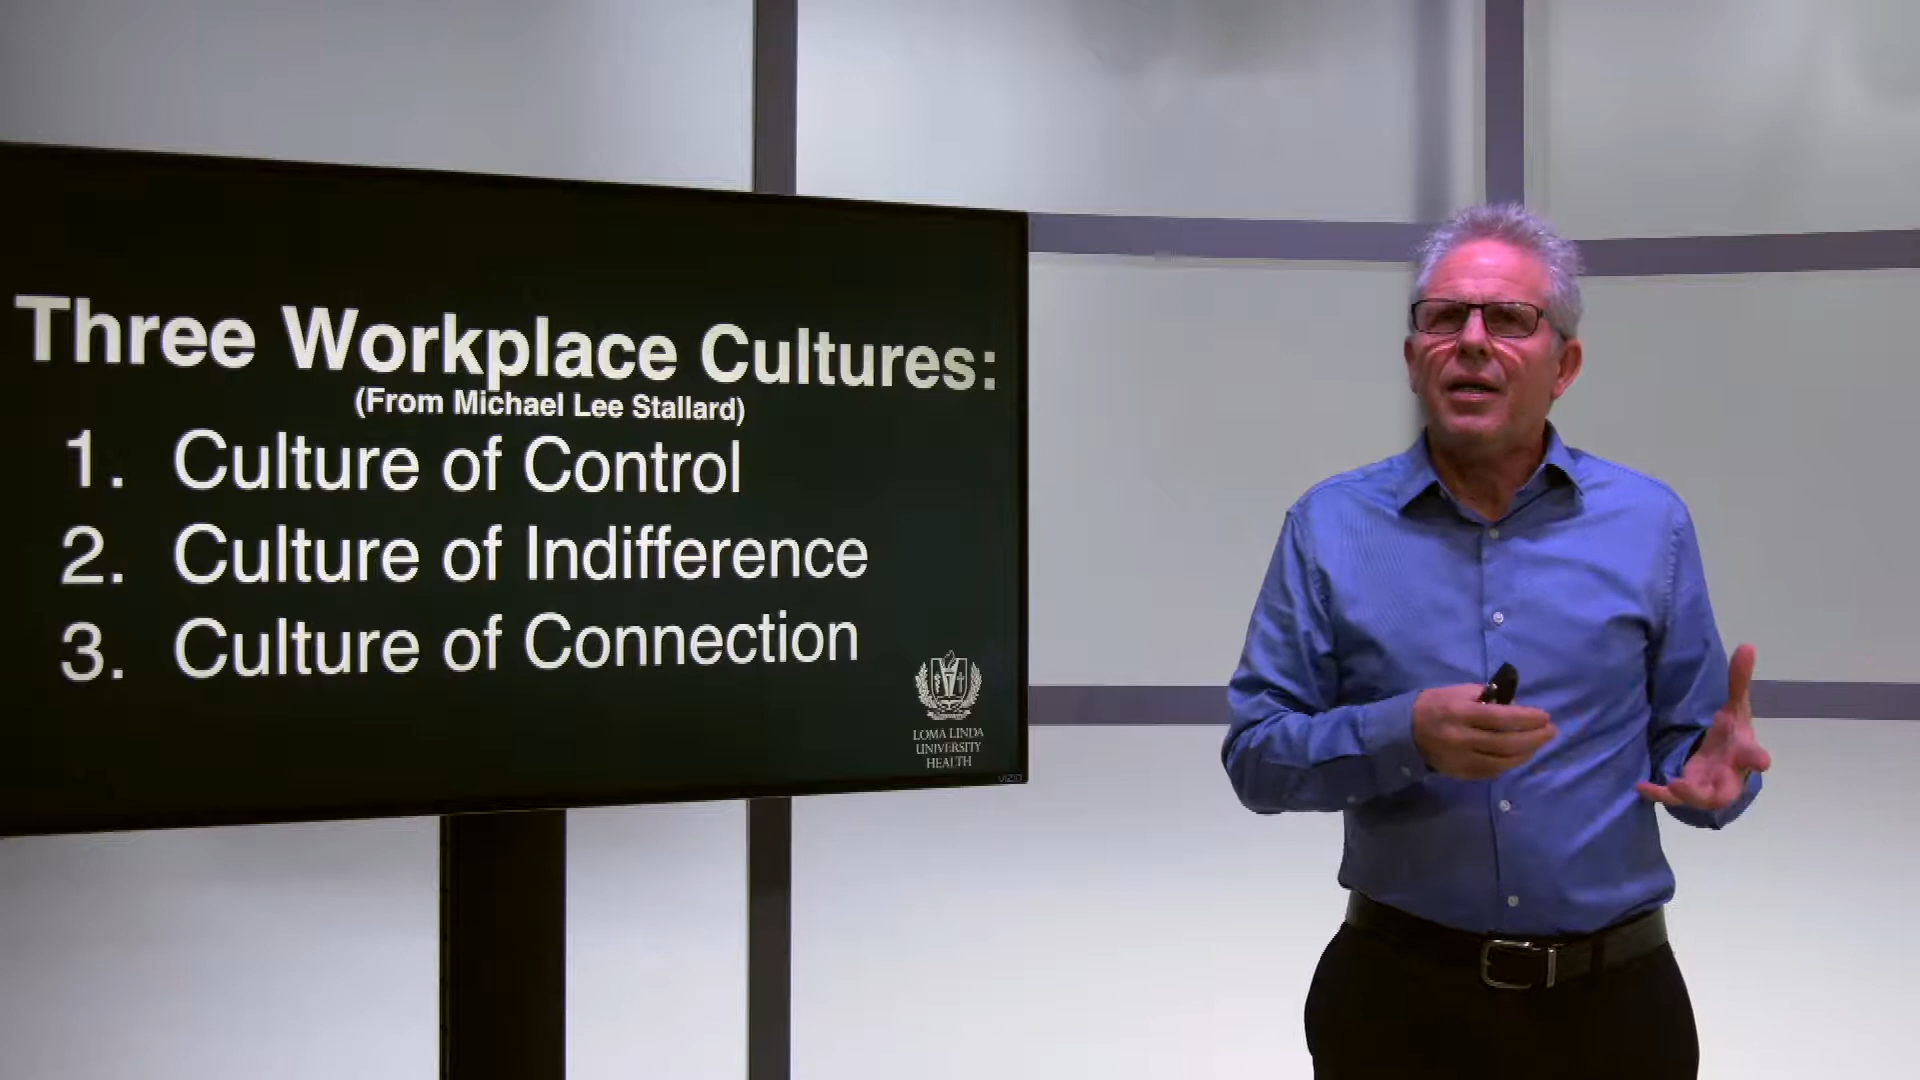 Three Workplace Cultures:
(From Michael Lee Stallard)
1. Culture of Control
2. Culture of Indifference
3. Culture of Connection
LOMA LINDA
UNIVERSITY
HEALTH
VIZIO